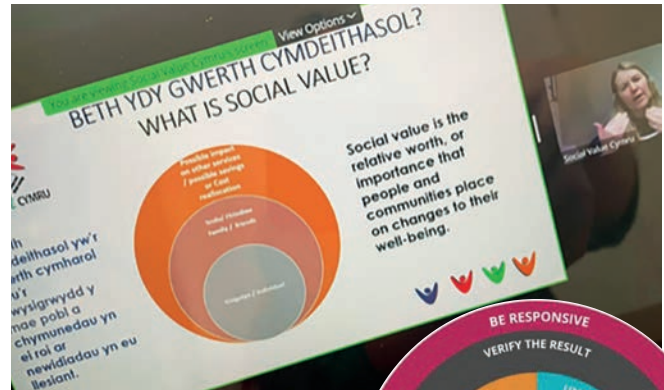 You are viewing Social Value Cymru's screen
View Options
BETH YDY GWERTH CYMDEITHASOL?
WHAT IS SOCIAL VALUE?
CYMRU
deithasol yw'r
rth cymharol
u'r
wysigrwydd y
mae pobl a
chymunedau yn
ei roi ar
newidiadau yn eu
llesiant.
Possible impact
on other services
/ possible savings
or Cost
reallocation
Family / friends
Unigolyn / Individual
Social value is the
relative worth, or
importance that
people and
communities place
on changes to their
well-being.
Social Value Cymru
BE RESPONSIVE
VERIFY THE RESULT